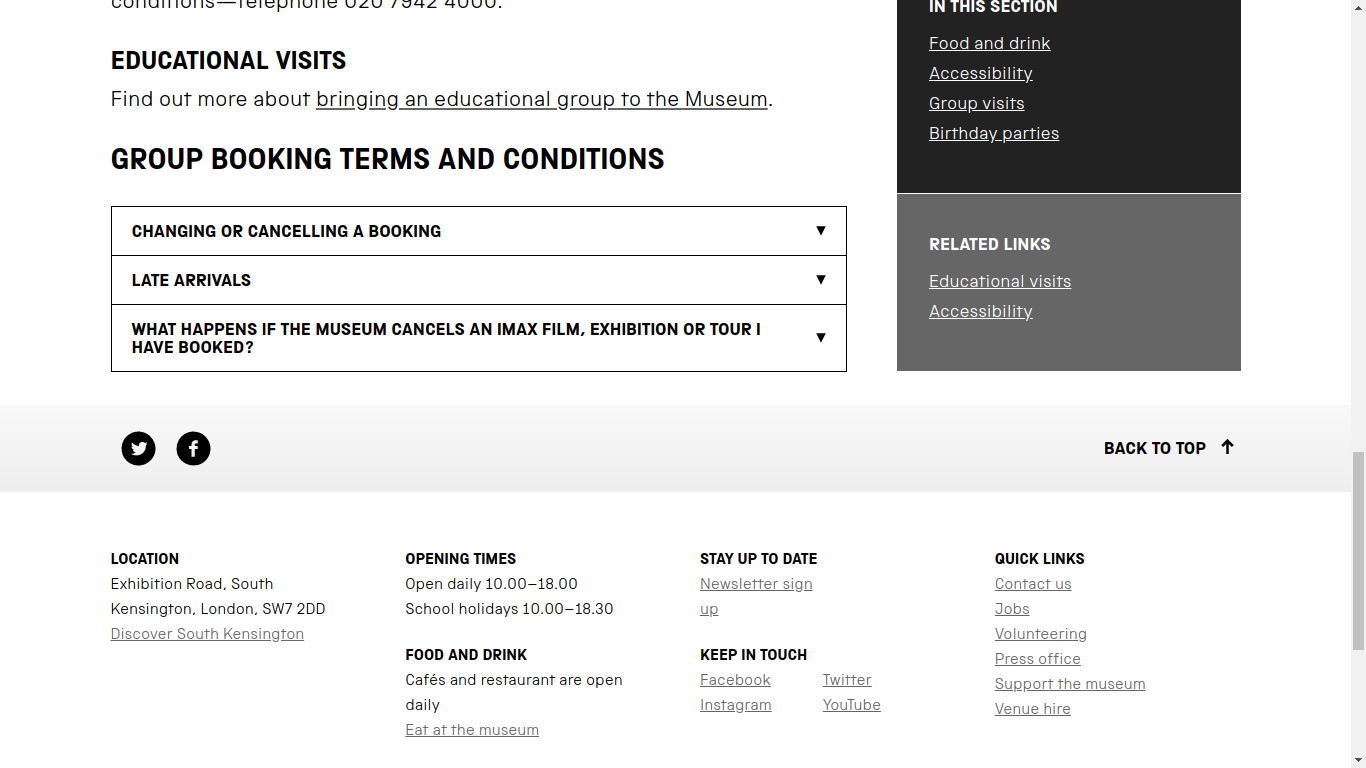 conditions—Telephone 020 7942 4000.
EDUCATIONAL VISITS
Find out more about bringing an educational group to the Museum.
GROUP BOOKING TERMS AND CONDITIONS
CHANGING OR CANCELLING A BOOKING
LATE ARRIVALS
WHAT HAPPENS IF THE MUSEUM CANCELS AN IMAX FILM, EXHIBITION OR TOUR I
HAVE BOOKED?
IN THIS SECTION
Food and drink
Accessibility
Group visits
Birthday parties
RELATED LINKS
Educational visits
Accessibility
BACK TO TOP
LOCATION
Exhibition Road, South
Kensington, London, SW7 2DD
Discover South Kensington
OPENING TIMES
Open daily 10.00–18.00
School holidays 10.00–18.30
FOOD AND DRINK
Cafés and restaurant are open
daily
Eat at the museum
STAY UP TO DATE
Newsletter sign
up
KEEP IN TOUCH
Facebook
Twitter
Instagram
YouTube
QUICK LINKS
Contact us
Jobs
Volunteering
Press office
Support the museum
Venue hire